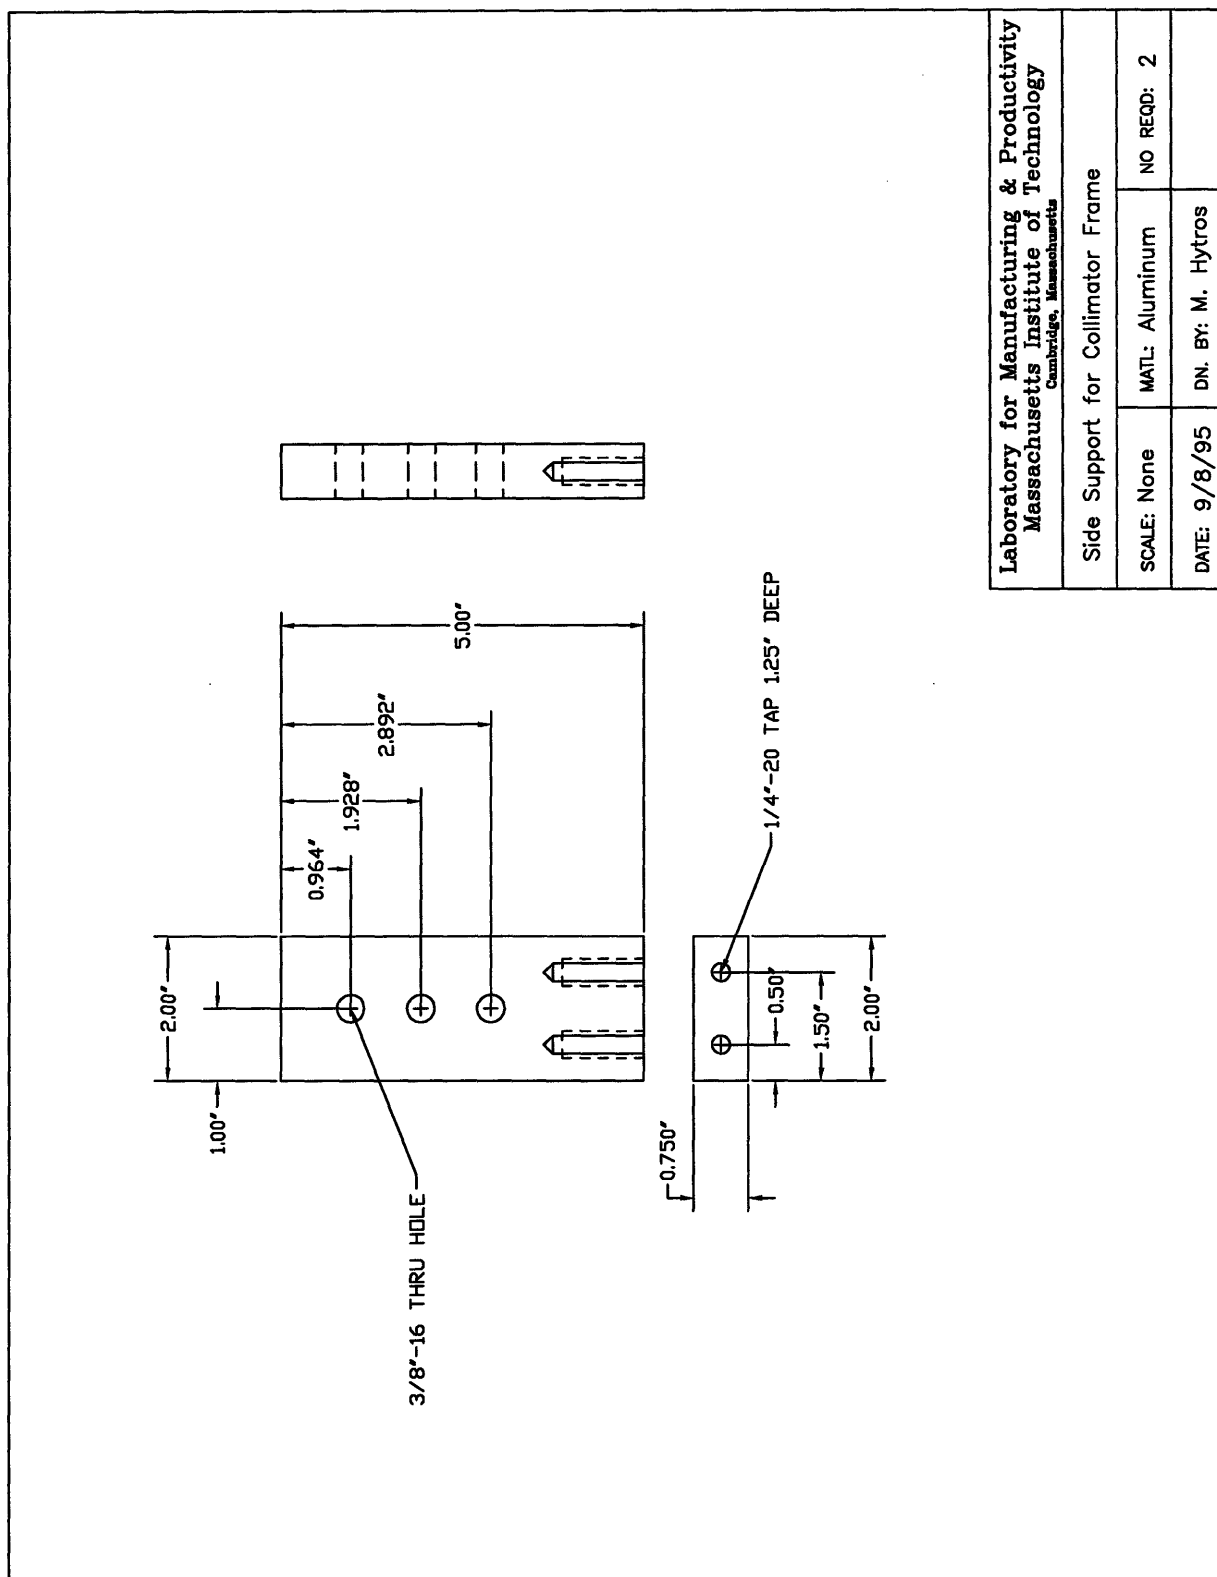 2.00"
1.00"
0.964"
1.928"
2.892"
5.00"
3/8"-16 THRU HOLE
0.750"
0.50"
1.50"
2.00"
1/4"-20 TAP 1.25" DEEP
Laboratory for Manufacturing & Productivity
Massachusetts Institute of Technology
Cambridge, Massachusetts
Side Support for Collimator Frame
SCALE: None
MATL: Aluminum
NO REQD: 2
DATE: 9/8/95
DN. BY: M. Hytros